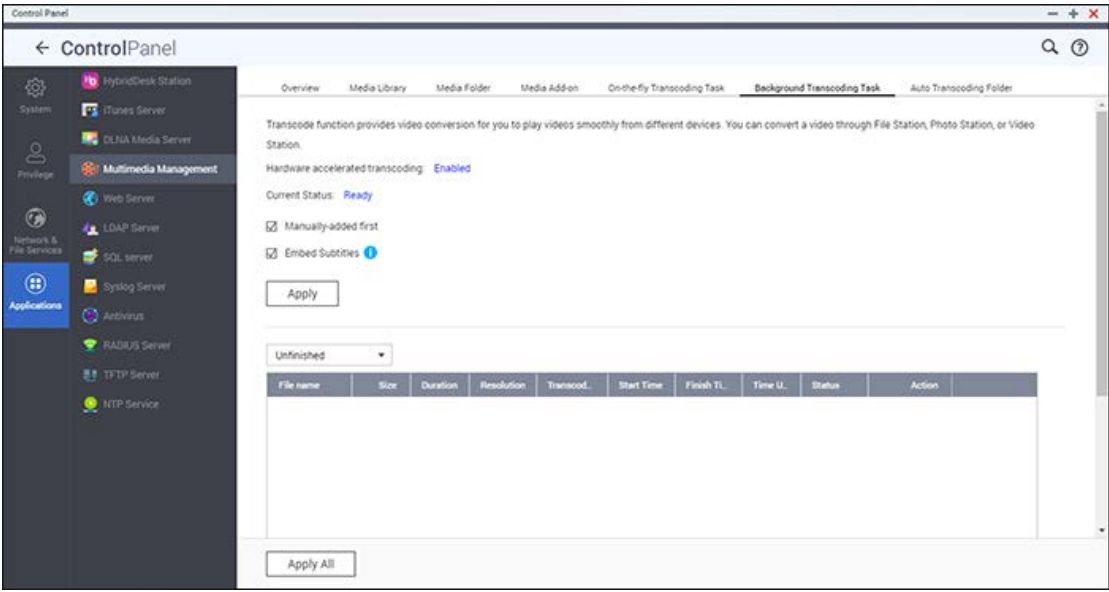 Control Panel
ControlPanel
System
Privilege
Network &
File Services
Applications
HybridDesk Station
iTunes Server
DLNA Media Server
Multimedia Management
Web Server
LDAP Server
SQL server
Syslog Server
Antivirus
RADIUS Server
TFTP Server
NTP Service
Overview Media Library Media Folder Media Add-on On-the-fly Transcoding Task Background Transcoding Task Auto Transcoding Folder
Transcode function provides video conversion for you to play videos smoothly from different devices. You can convert a video through File Station, Photo Station, or Video
Station.
Hardware accelerated transcoding: Enabled
Current Status: Ready
Manually-added first
Embed Subtitles
Apply
Unfinished
File name Size Duration Resolution Transcod... Start Time Finish Ti... Time U... Status Action
Apply All